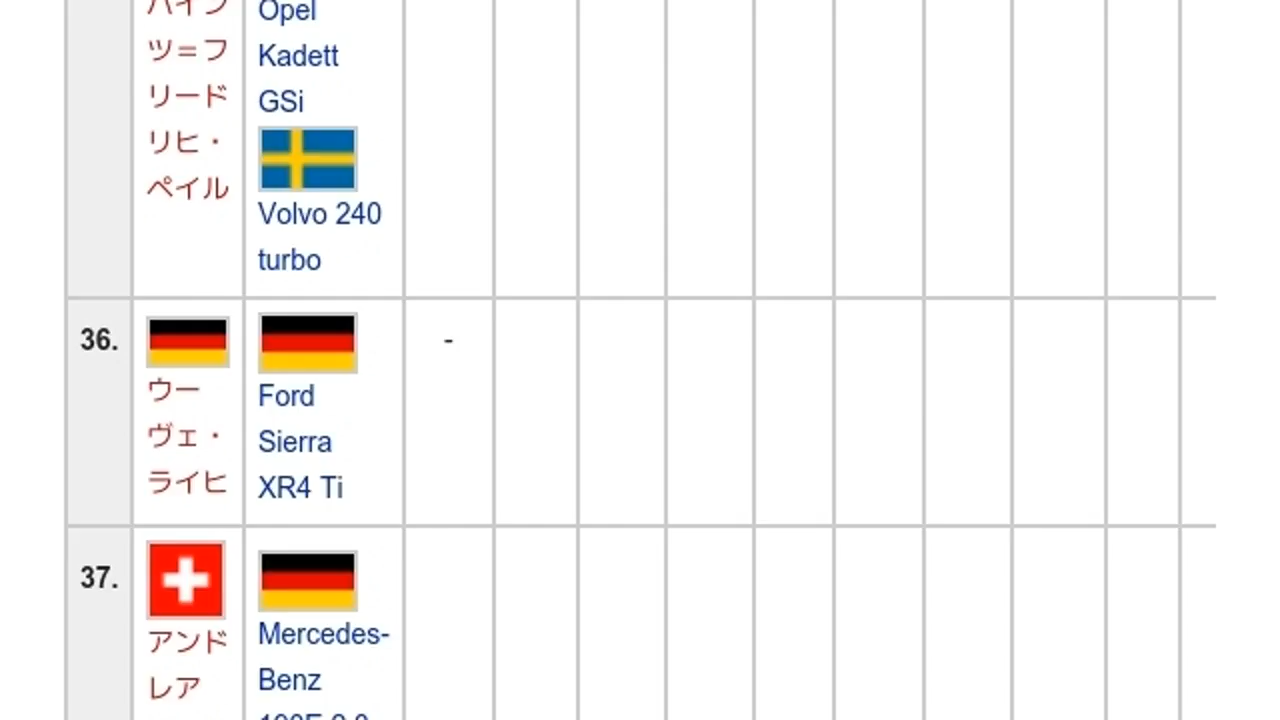 ハイン
ツ=フ
リード
リヒ・
ペイル
Opel
Kadett
GSi
Volvo 240
turbo
36.
ウー
ヴェ・
ライヒ
Ford
Sierra
XR4 Ti
-
37.
アンド
レア
Mercedes-
Benz